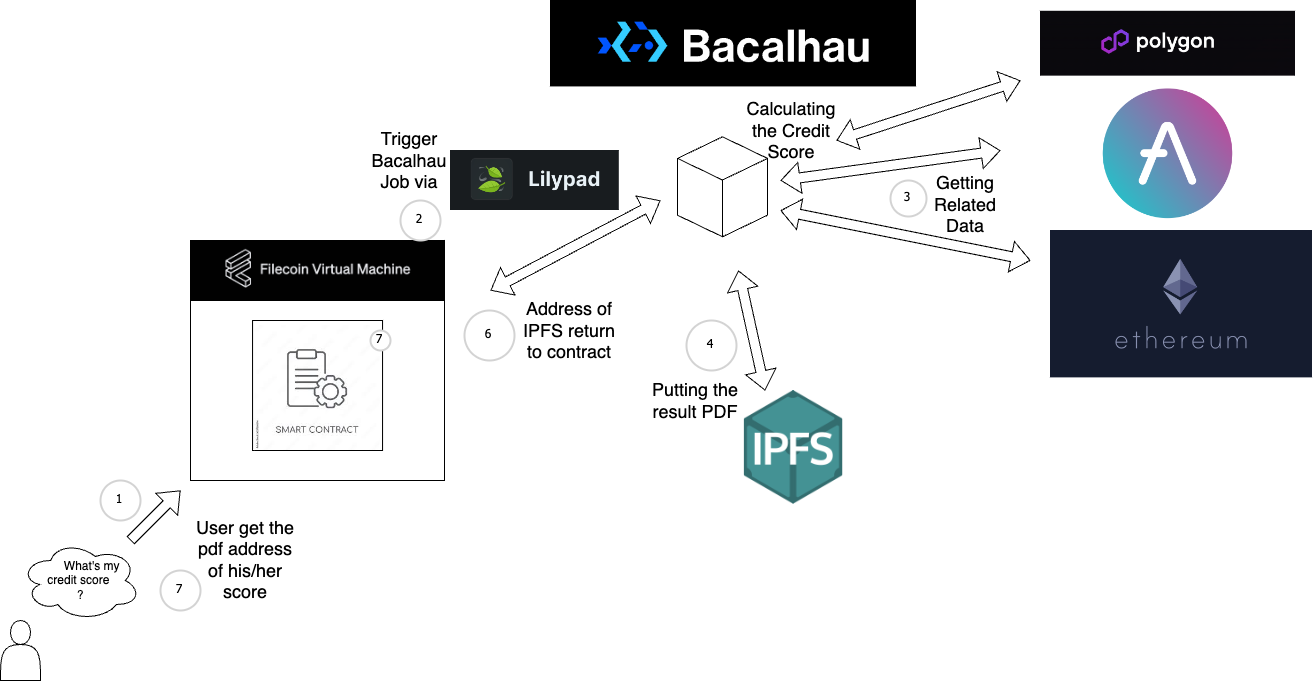 Bacalhau
polygon
Calculating
the Credit
Score
Trigger
Bacalhau
Job via
Lilypad
2
3
Getting
Related
Data
Filecoin Virtual Machine
ethereum
7
SMART CONTRACT
6
Address of
IPFS return
to contract
4
Putting the
result PDF
IPFS
1
User get the
pdf address
of his/her
score
7
What's my
credit score
?